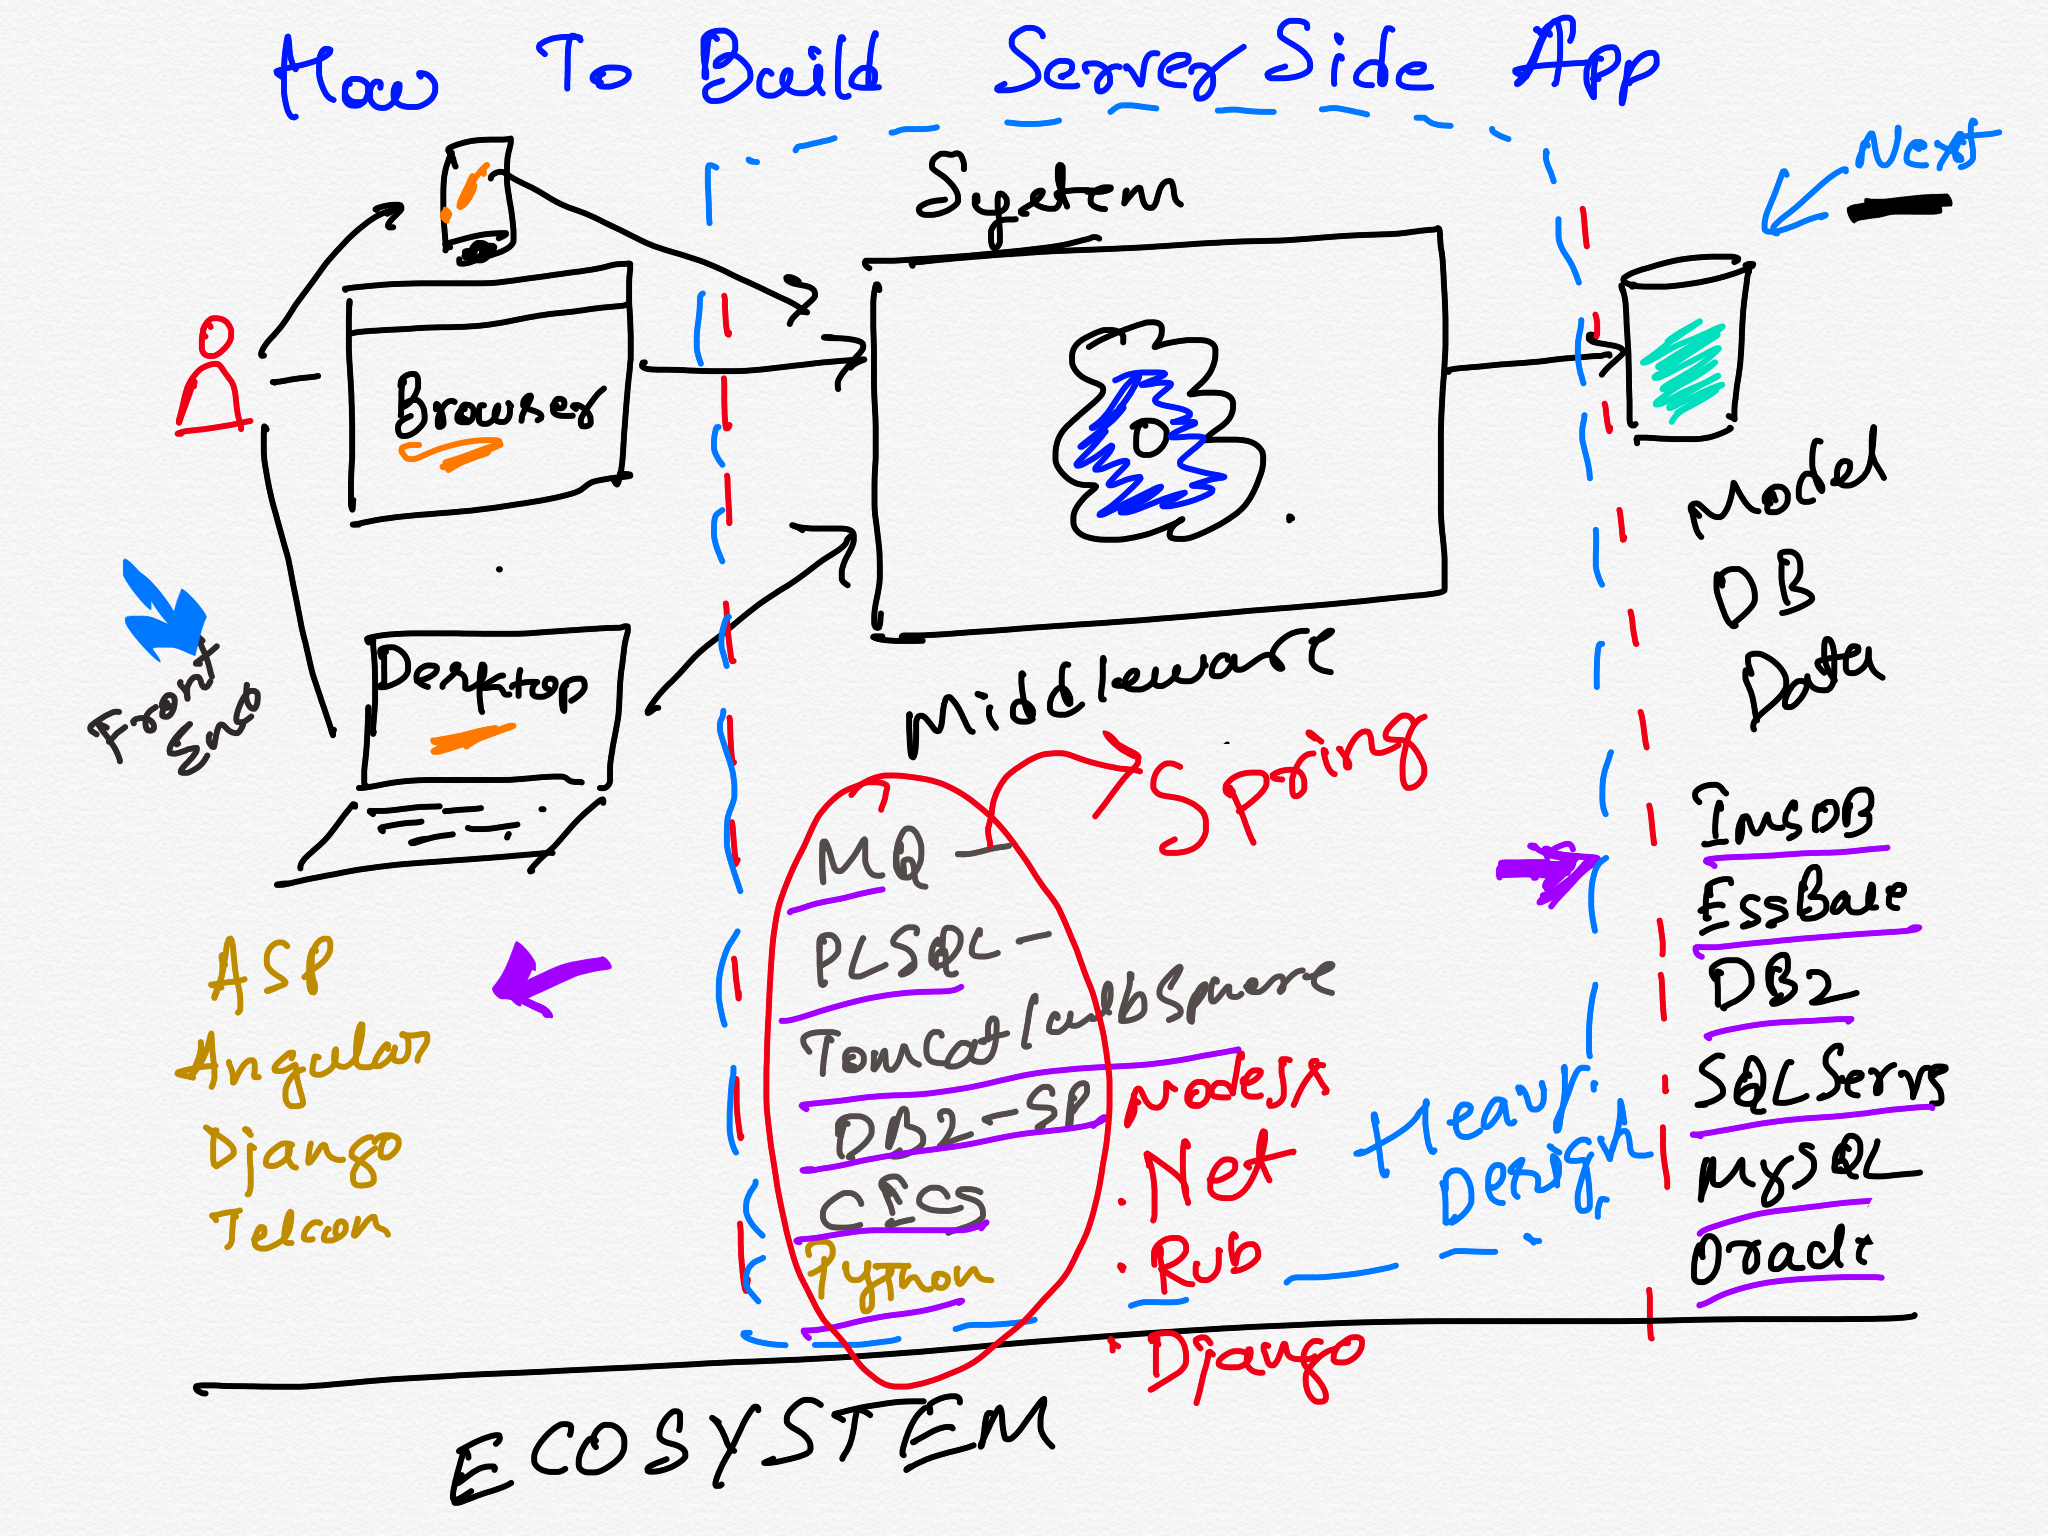 How To Build Server Side App
Next
System
Browser
Desktop
Front
End
Middleware
Spring
Model
DB
Data
MQ
PLSQL
Tomcat/webSphere
DB2-SP
CICS
Python
NodeJS
.Net
Rub
Django
Heavy
Design
ASP
Angular
Django
Telcon
ImsDB
EssBase
DB2
SQLServr
MySQL
Oracle
ECOSYSTEM